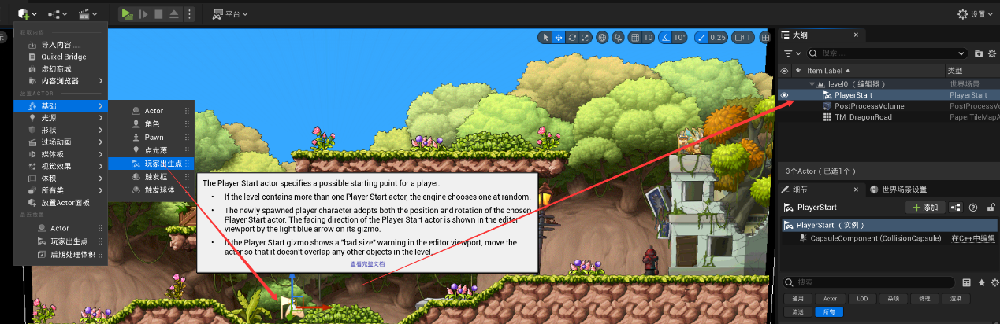 平台
设置
示
获取内容
导入内容......
Quixel Bridge
虚幻商城
内容浏览器
放置ACTOR
基础
光源
形状
过场动画
媒体板
视觉效果
体积
所有类
放置Actor面板
最近放置
Actor
玩家出生点
后期处理体积
Actor
角色
Pawn
点光源
玩家出生点
触发框
触发球体
The Player Start actor specifies a possible starting point for a player.
• If the level contains more than one Player Start actor, the engine chooses one at random.
• The newly spawned player character adopts both the position and rotation of the chosen
Player Start actor. The facing direction of the Player Start actor is shown in the editor
viewport by the light blue arrow on its gizmo.
• If the Player Start gizmo shows a "bad size" warning in the editor viewport, move the
actor so that it doesn't overlap any other objects in the level.
查看完整文档
10
10°
0.25
1
大纲
搜索......
Item Label
类型
level0（编辑器）
世界场景
PlayerStart
PlayerStart
PostProcessVolume
PostProcessV
TM_DragonRoad
PaperTileMapA
3个Actor（已选1个）
细节
世界场景设置
PlayerStart
添加
PlayerStart（实例）
CapsuleComponent (CollisionCapsule)
在C++中编辑
搜索
通用
Actor
LOD
杂项
物理
渲染
流送
所有